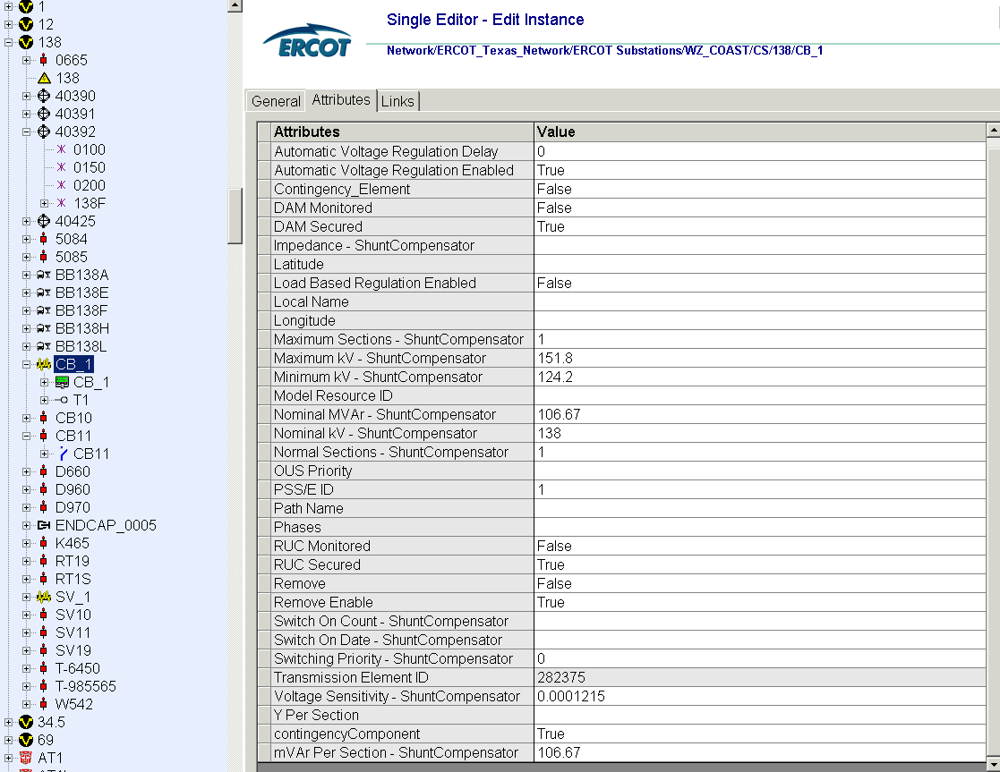 1
12
138
0665
138
40390
40391
40392
0100
0150
0200
138F
40425
5084
5085
BB138A
BB138E
BB138F
BB138H
BB138L
CB_1
CB_1
T1
CB10
CB11
CB11
D660
D960
D970
ENDCAP_0005
K465
RT19
RT1S
SV_1
SV10
SV11
SV19
T-6450
T-985565
W542
34.5
69
AT1
ERCOT
Single Editor - Edit Instance
Network/ERCOT_Texas_Network/ERCOT Substations/WZ_COAST/CS/138/CB_1
General Attributes Links
Attributes Value
Automatic Voltage Regulation Delay 0
Automatic Voltage Regulation Enabled True
Contingency_Element False
DAM Monitored False
DAM Secured True
Impedance - ShuntCompensator
Latitude
Load Based Regulation Enabled False
Local Name
Longitude
Maximum Sections - ShuntCompensator 1
Maximum kV - ShuntCompensator 151.8
Minimum kV - ShuntCompensator 124.2
Model Resource ID
Nominal MVAr - ShuntCompensator 106.67
Nominal kV - ShuntCompensator 138
Normal Sections - ShuntCompensator 1
OUS Priority
PSS/E ID 1
Path Name
Phases
RUC Monitored False
RUC Secured True
Remove False
Remove Enable True
Switch On Count - ShuntCompensator
Switch On Date - ShuntCompensator
Switching Priority - ShuntCompensator 0
Transmission Element ID 282375
Voltage Sensitivity - ShuntCompensator 0.0001215
Y Per Section
contingencyComponent True
mVAr Per Section - ShuntCompensator 106.67